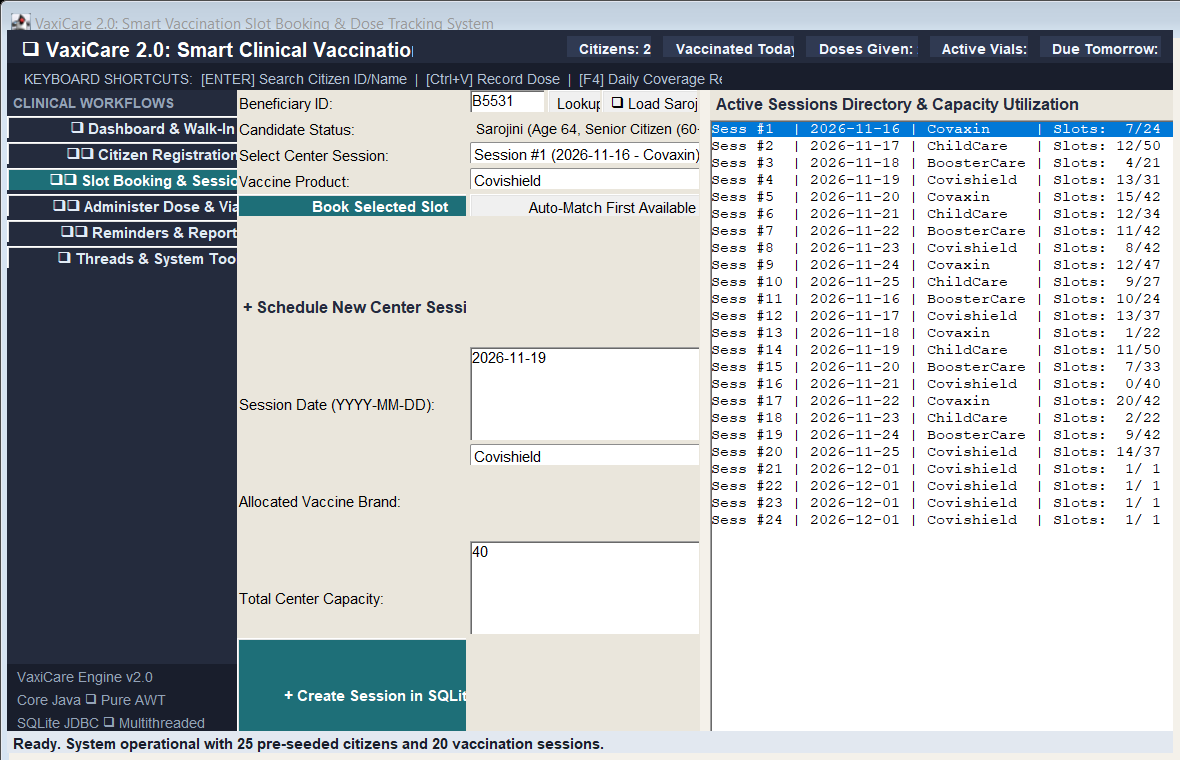 VaxiCare 2.0: Smart Vaccination Slot Booking & Dose Tracking System
VaxiCare 2.0: Smart Clinical Vaccination
Citizens: 2
Vaccinated Today
Doses Given:
Active Vials:
Due Tomorrow:
KEYBOARD SHORTCUTS: [ENTER] Search Citizen ID/Name | [Ctrl+V] Record Dose | [F4] Daily Coverage Re
CLINICAL WORKFLOWS
Dashboard & Walk-In
Citizen Registration
Slot Booking & Sessio
Administer Dose & Via
Reminders & Report
Threads & System Too
VaxiCare Engine v2.0
Core Java ❑ Pure AWT
SQLite JDBC ❑ Multithreaded
Beneficiary ID: B5531 Lookup ❑ Load Saroj
Candidate Status: Sarojini (Age 64, Senior Citizen (60+
Select Center Session: Session #1 (2026-11-16 - Covaxin)
Vaccine Product: Covishield
Book Selected Slot Auto-Match First Available
+ Schedule New Center Sessi
Session Date (YYYY-MM-DD): 2026-11-19
Allocated Vaccine Brand: Covishield
Total Center Capacity: 40
+ Create Session in SQLit
Active Sessions Directory & Capacity Utilization
Sess #1 | 2026-11-16 | Covaxin | Slots: 7/24
Sess #2 | 2026-11-17 | ChildCare | Slots: 12/50
Sess #3 | 2026-11-18 | BoosterCare | Slots: 4/21
Sess #4 | 2026-11-19 | Covishield | Slots: 13/31
Sess #5 | 2026-11-20 | Covaxin | Slots: 15/42
Sess #6 | 2026-11-21 | ChildCare | Slots: 12/34
Sess #7 | 2026-11-22 | BoosterCare | Slots: 11/42
Sess #8 | 2026-11-23 | Covishield | Slots: 8/42
Sess #9 | 2026-11-24 | Covaxin | Slots: 12/47
Sess #10 | 2026-11-25 | ChildCare | Slots: 9/27
Sess #11 | 2026-11-16 | BoosterCare | Slots: 10/24
Sess #12 | 2026-11-17 | Covishield | Slots: 13/37
Sess #13 | 2026-11-18 | Covaxin | Slots: 1/22
Sess #14 | 2026-11-19 | ChildCare | Slots: 11/50
Sess #15 | 2026-11-20 | BoosterCare | Slots: 7/33
Sess #16 | 2026-11-21 | Covishield | Slots: 0/40
Sess #17 | 2026-11-22 | Covaxin | Slots: 20/42
Sess #18 | 2026-11-23 | ChildCare | Slots: 2/22
Sess #19 | 2026-11-24 | BoosterCare | Slots: 9/42
Sess #20 | 2026-11-25 | Covishield | Slots: 14/37
Sess #21 | 2026-12-01 | Covishield | Slots: 1/ 1
Sess #22 | 2026-12-01 | Covishield | Slots: 1/ 1
Sess #23 | 2026-12-01 | Covishield | Slots: 1/ 1
Sess #24 | 2026-12-01 | Covishield | Slots: 1/ 1
Ready. System operational with 25 pre-seeded citizens and 20 vaccination sessions.